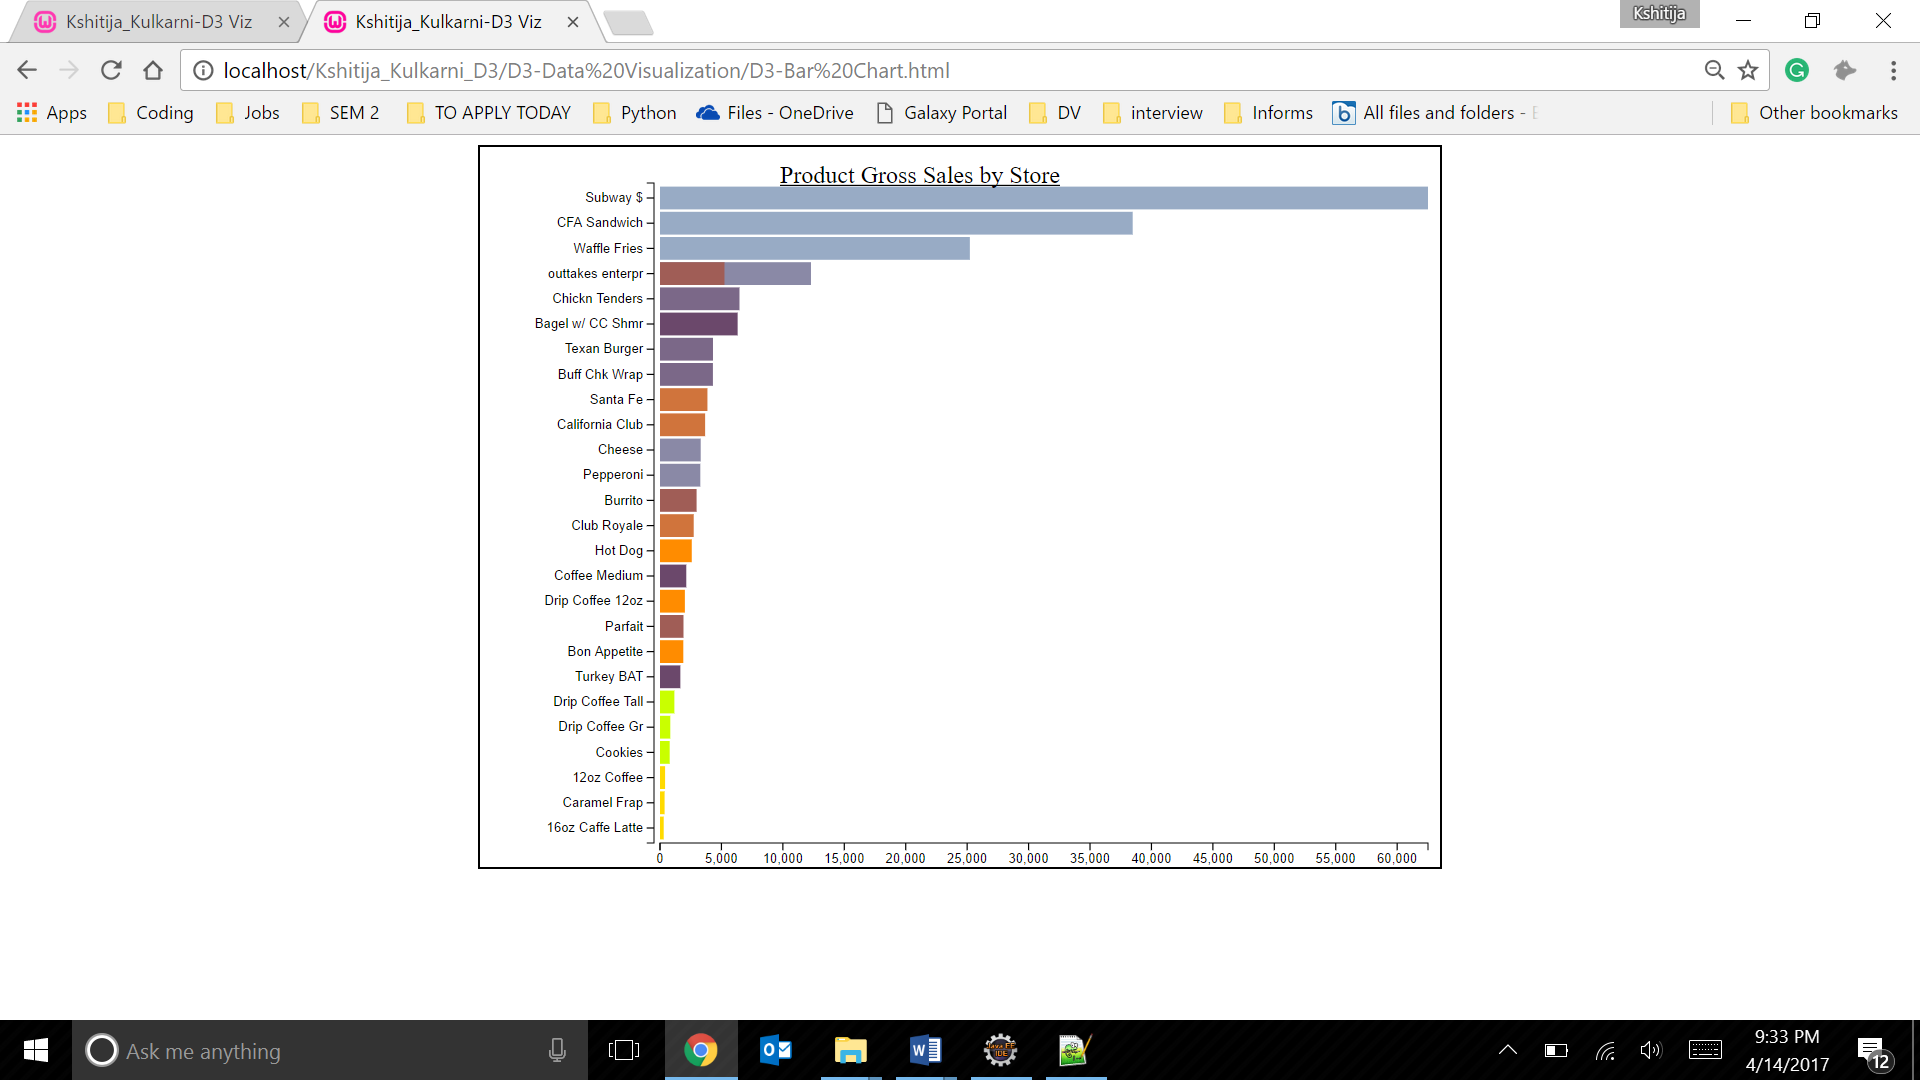 Kshitija_Kulkarni-D3 Viz
Kshitija_Kulkarni-D3 Viz
Kshitija
localhost/Kshitija_Kulkarni_D3/D3-Data%20Visualization/D3-Bar%20Chart.html
Apps Coding Jobs SEM 2 TO APPLY TODAY Python Files - OneDrive Galaxy Portal DV interview Informs All files and folders - Other bookmarks
Product Gross Sales by Store
Subway $
CFA Sandwich
Waffle Fries
outtakes enterpr
Chickn Tenders
Bagel w/ CC Shmr
Texan Burger
Buff Chk Wrap
Santa Fe
California Club
Cheese
Pepperoni
Burrito
Club Royale
Hot Dog
Coffee Medium
Drip Coffee 12oz
Parfait
Bon Appetite
Turkey BAT
Drip Coffee Tall
Drip Coffee Gr
Cookies
12oz Coffee
Caramel Frap
16oz Caffe Latte
0 5,000 10,000 15,000 20,000 25,000 30,000 35,000 40,000 45,000 50,000 55,000 60,000
Ask me anything
9:33 PM
4/14/2017
12